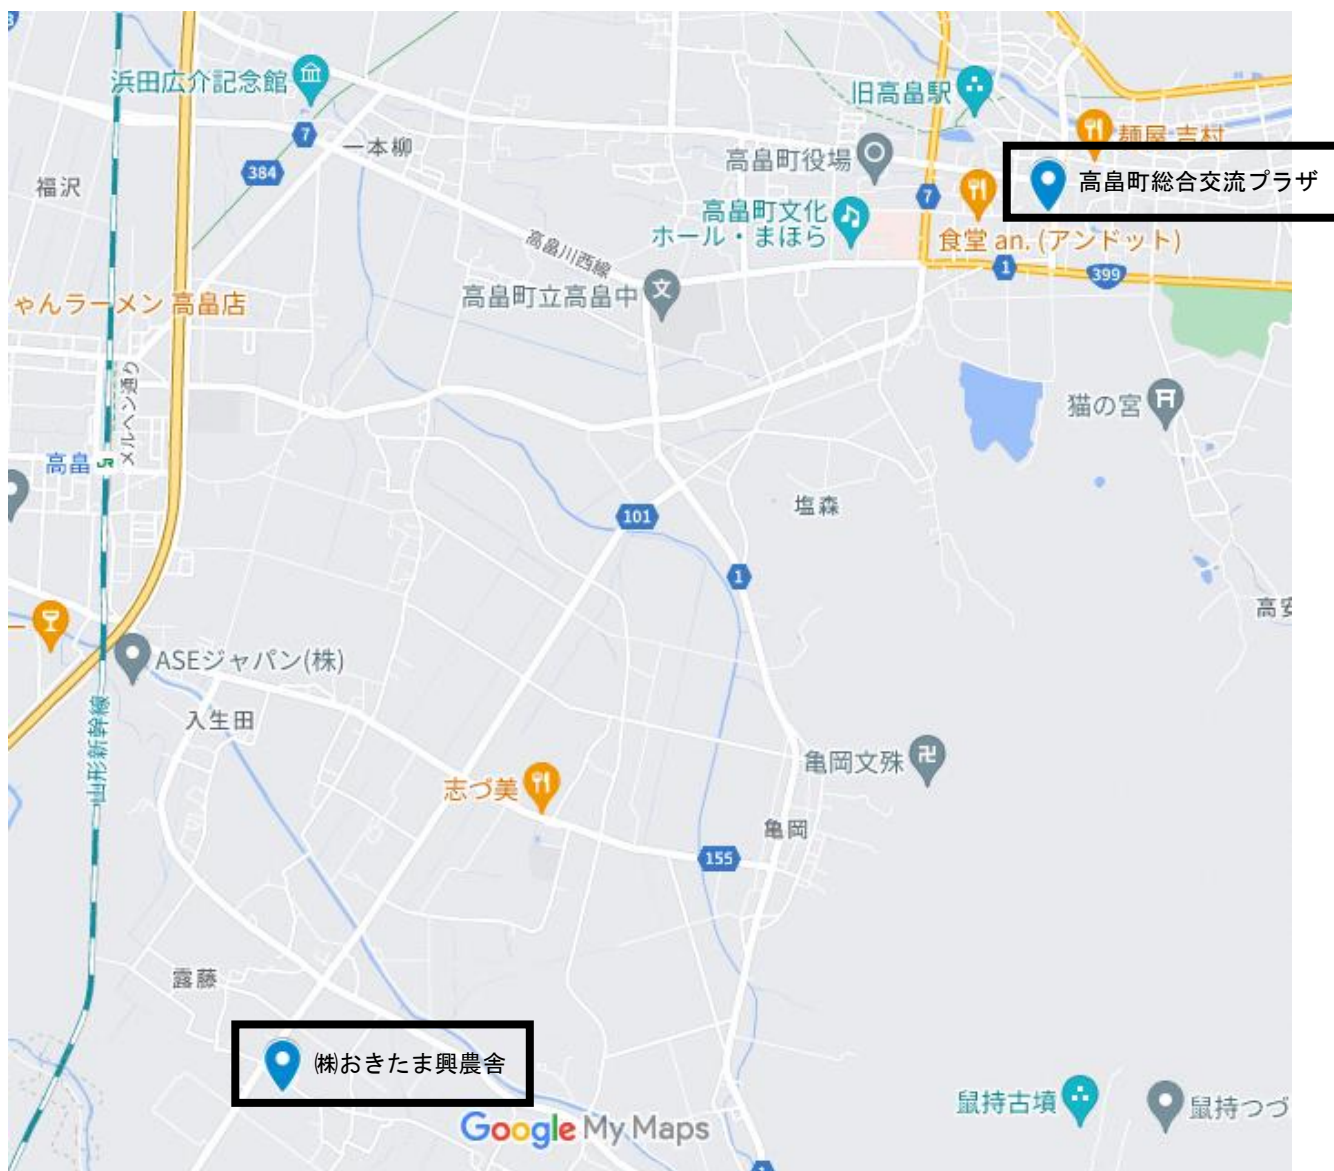 浜田広介記念館
旧高畠駅
麺屋 吉村
7
一本柳
高畠町役場
384
高畠町総合交流プラザ
福沢
7
高畠町文化
ホール・まほら
高畠川西線
食堂 an. (アンドット)
1
399
高畠町立高畠中
文
ゃんラーメン 高畠店
メルヘン通り
猫の宮
高畠
JR
101
塩森
1
高安
ー
ASEジャパン(株)
入生田
山形新幹線
亀岡文殊
志づ美
亀岡
155
露藤
㈱おきたま興農舎
鼠持古墳
鼠持つづ
Google My Maps
1